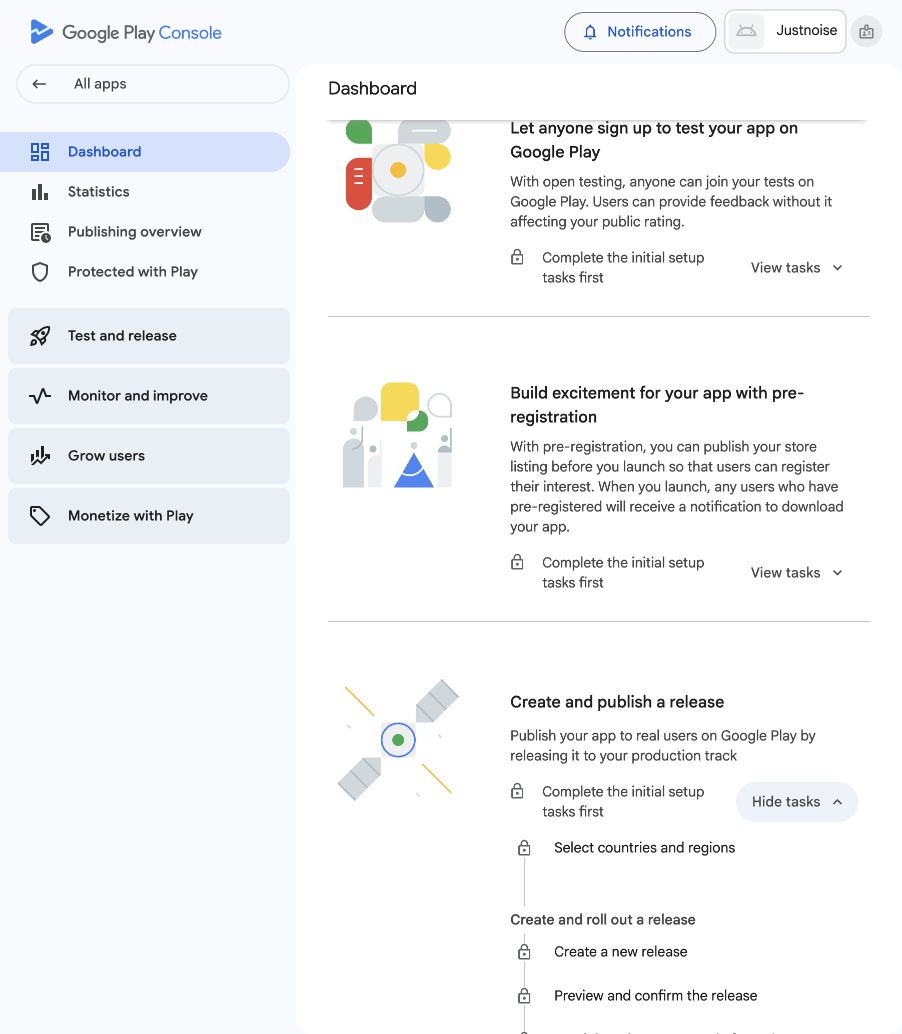 Google Play Console
Notifications
Justnoise
All apps
Dashboard
Statistics
Publishing overview
Protected with Play
Test and release
Monitor and improve
Grow users
Monetize with Play
Dashboard
Let anyone sign up to test your app on
Google Play
With open testing, anyone can join your tests on
Google Play. Users can provide feedback without it
affecting your public rating.
Complete the initial setup
tasks first
View tasks
Build excitement for your app with pre-
registration
With pre-registration, you can publish your store
listing before you launch so that users can register
their interest. When you launch, any users who have
pre-registered will receive a notification to download
your app.
Complete the initial setup
tasks first
View tasks
Create and publish a release
Publish your app to real users on Google Play by
releasing it to your production track
Complete the initial setup
tasks first
Hide tasks
Select countries and regions
Create and roll out a release
Create a new release
Preview and confirm the release